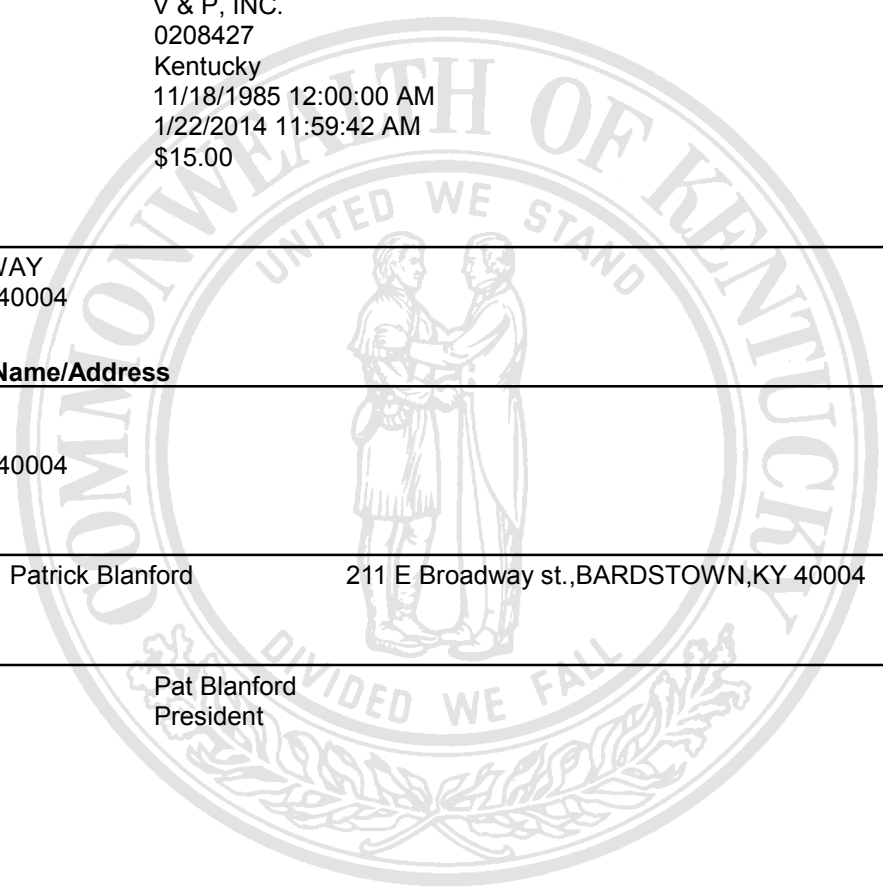 V & P, INC.
0208427
Kentucky
11/18/1985 12:00:00 AM
1/22/2014 11:59:42 AM
$15.00
WAY
40004
Name/Address
40004
Patrick Blanford 211 E Broadway st.,BARDSTOWN,KY 40004
Pat Blanford
President
COMMONWEALTH OF KENTUCKY
UNITED WE STAND
DIVIDED WE FALL